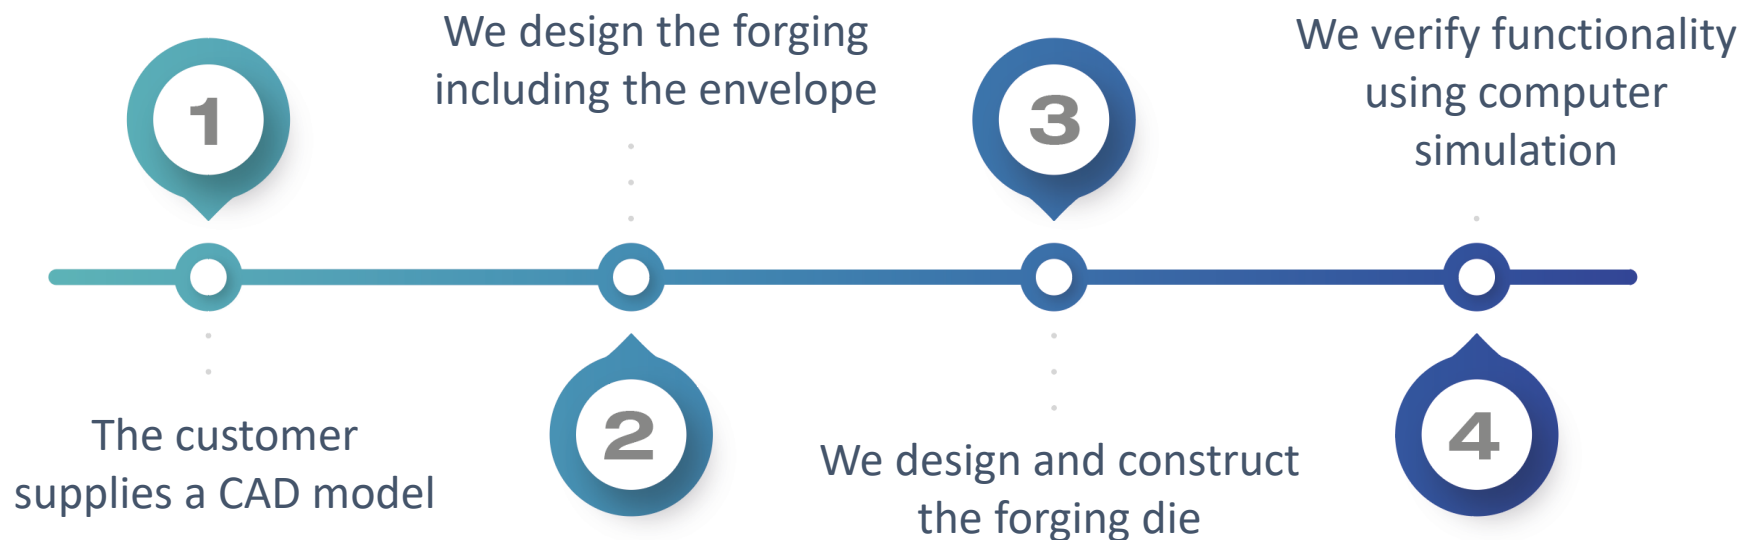 1
The customer
supplies a CAD model
We design the forging
including the envelope
2
3
We design and construct
the forging die
We verify functionality
using computer
simulation
4